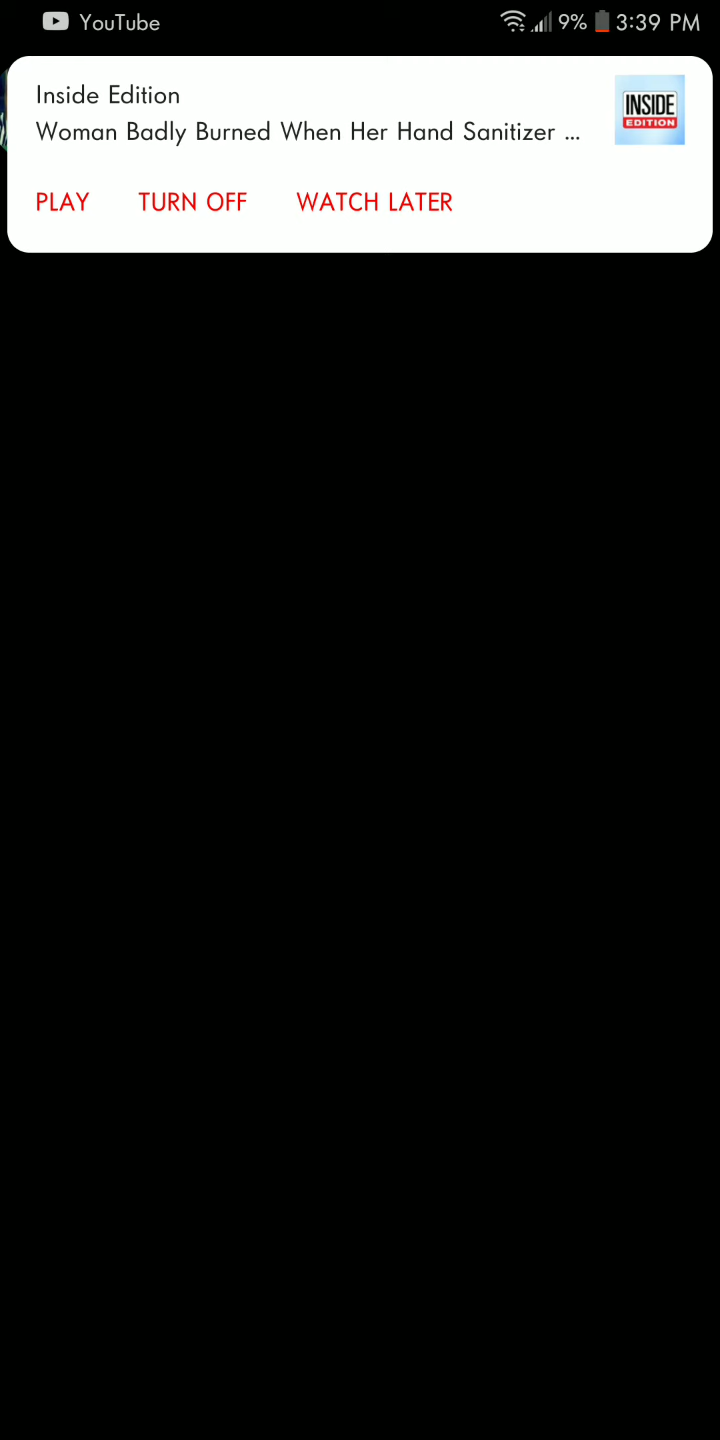 YouTube 9% 3:39 PM
Inside Edition
Woman Badly Burned When Her Hand Sanitizer ...
INSIDE
EDITION
PLAY TURN OFF WATCH LATER